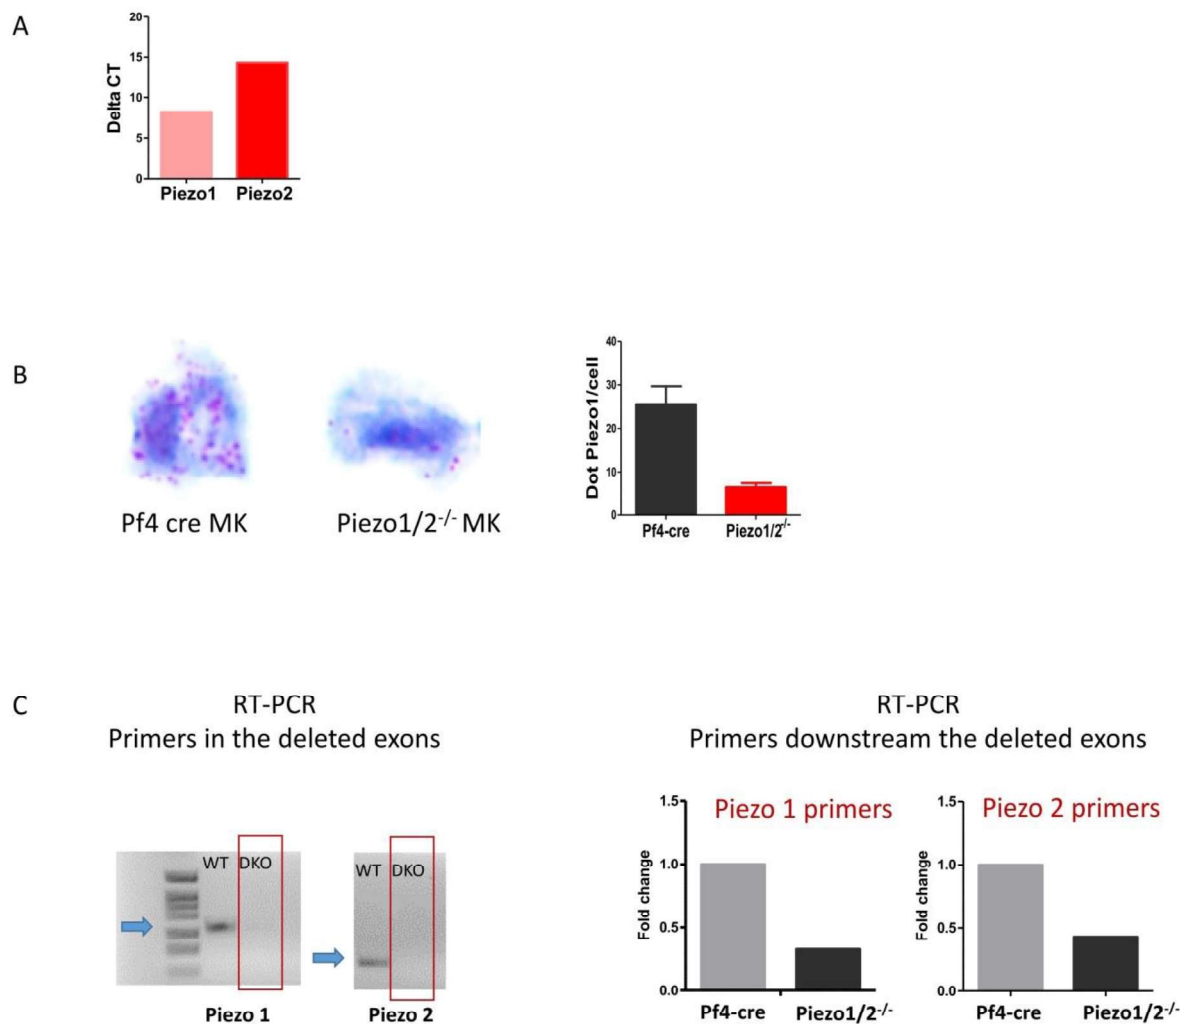 A
20
15
10
5
0
Delta CT
Piezo1 Piezo2
B
Pf4 cre MK
Piezo1/2-/- MK
40
30
20
10
0
Dot Piezo1/cell
Pf4-cre Piezo1/2-/-
C
RT-PCR
Primers in the deleted exons
WT DKO
WT DKO
Piezo 1
Piezo 2
RT-PCR
Primers downstream the deleted exons
1.5
1.0
0.5
0.0
Fold change
Piezo 1 primers
Pf4-cre Piezo1/2-/-
1.5
1.0
0.5
0.0
Fold change
Piezo 2 primers
Pf4-cre Piezo1/2-/-